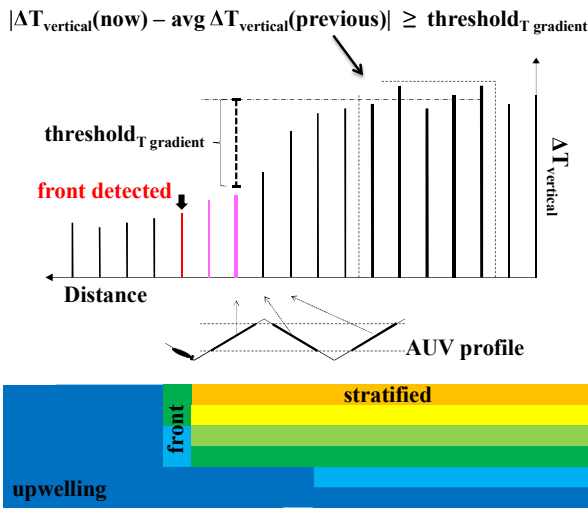 |ΔTvertical(now) – avg ΔTvertical(previous)| ≥ thresholdT gradient
thresholdT gradient
ΔTvertical
front detected
Distance
AUV profile
stratified
front
upwelling